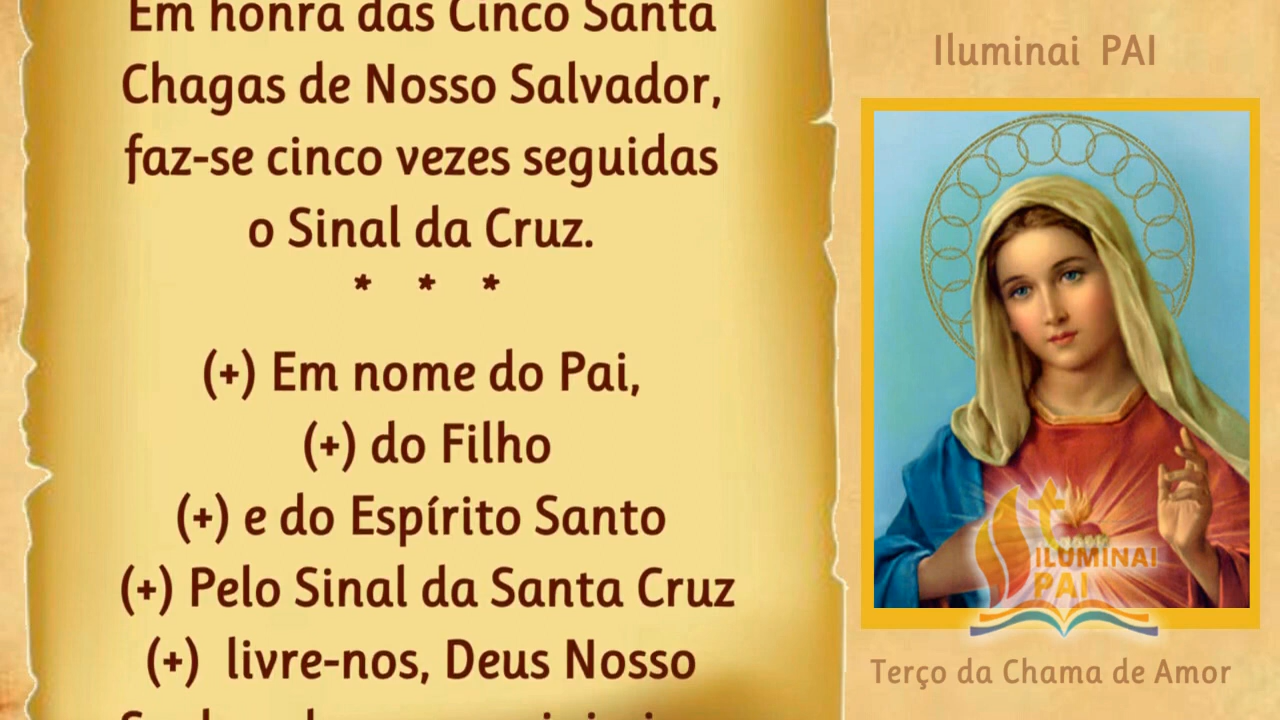 Em honra das Cinco Santa
Chagas de Nosso Salvador,
faz-se cinco vezes seguidas
o Sinal da Cruz.
* * *
(+) Em nome do Pai,
(+) do Filho
(+) e do Espírito Santo
(+) Pelo Sinal da Santa Cruz
(+) livre-nos, Deus Nosso
Iluminai PAI
ILUMINAI
PAI
Terço da Chama de Amor